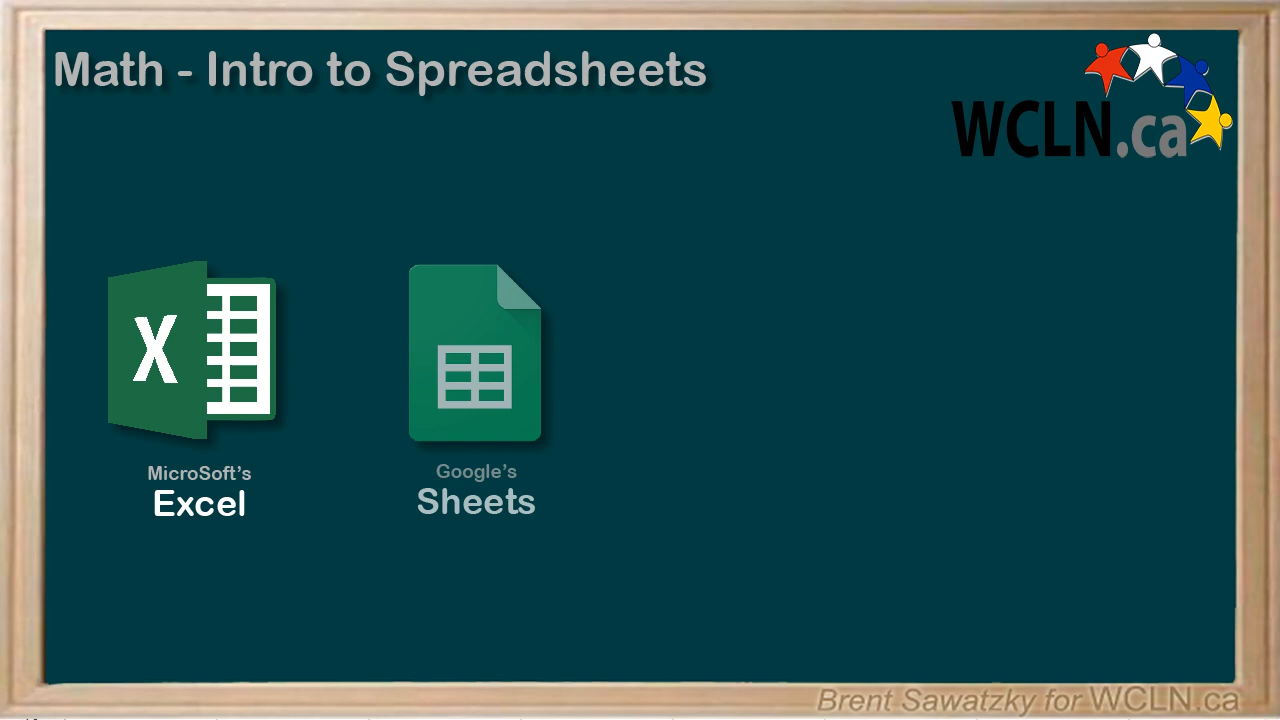 Math - Intro to Spreadsheets
WCLN.ca
X
MicroSoft's
Excel
Google's
Sheets
Brent Sawatzky for WCLN.ca